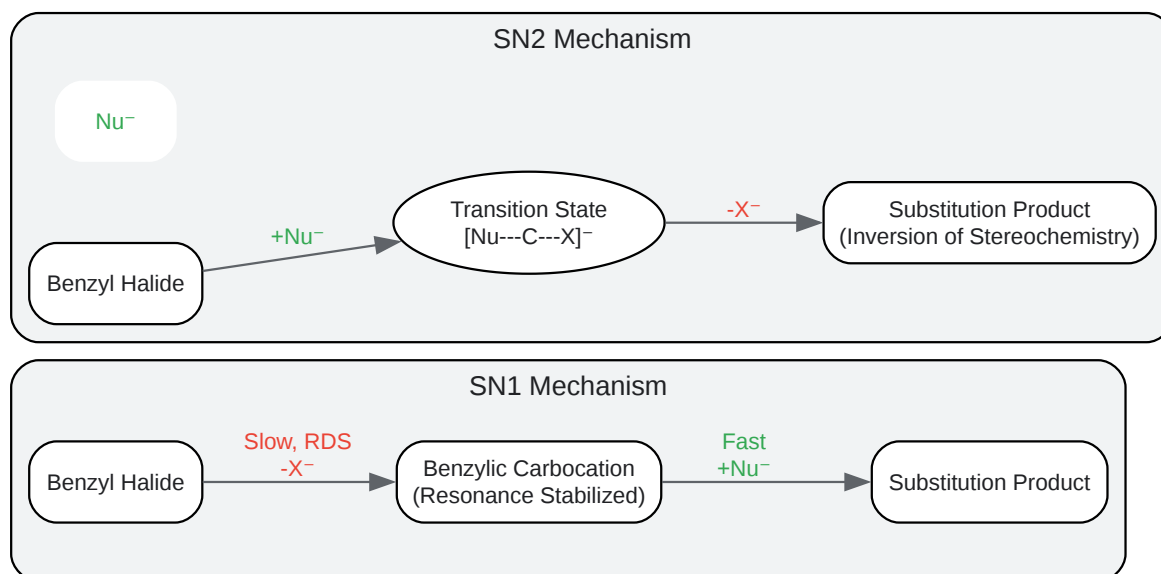 SN2 Mechanism
Nu⁻
Benzyl Halide
+Nu⁻
Transition State
[Nu---C---X]⁻
-X⁻
Substitution Product
(Inversion of Stereochemistry)
SN1 Mechanism
Benzyl Halide
Slow, RDS
-X⁻
Benzylic Carbocation
(Resonance Stabilized)
Fast
+Nu⁻
Substitution Product